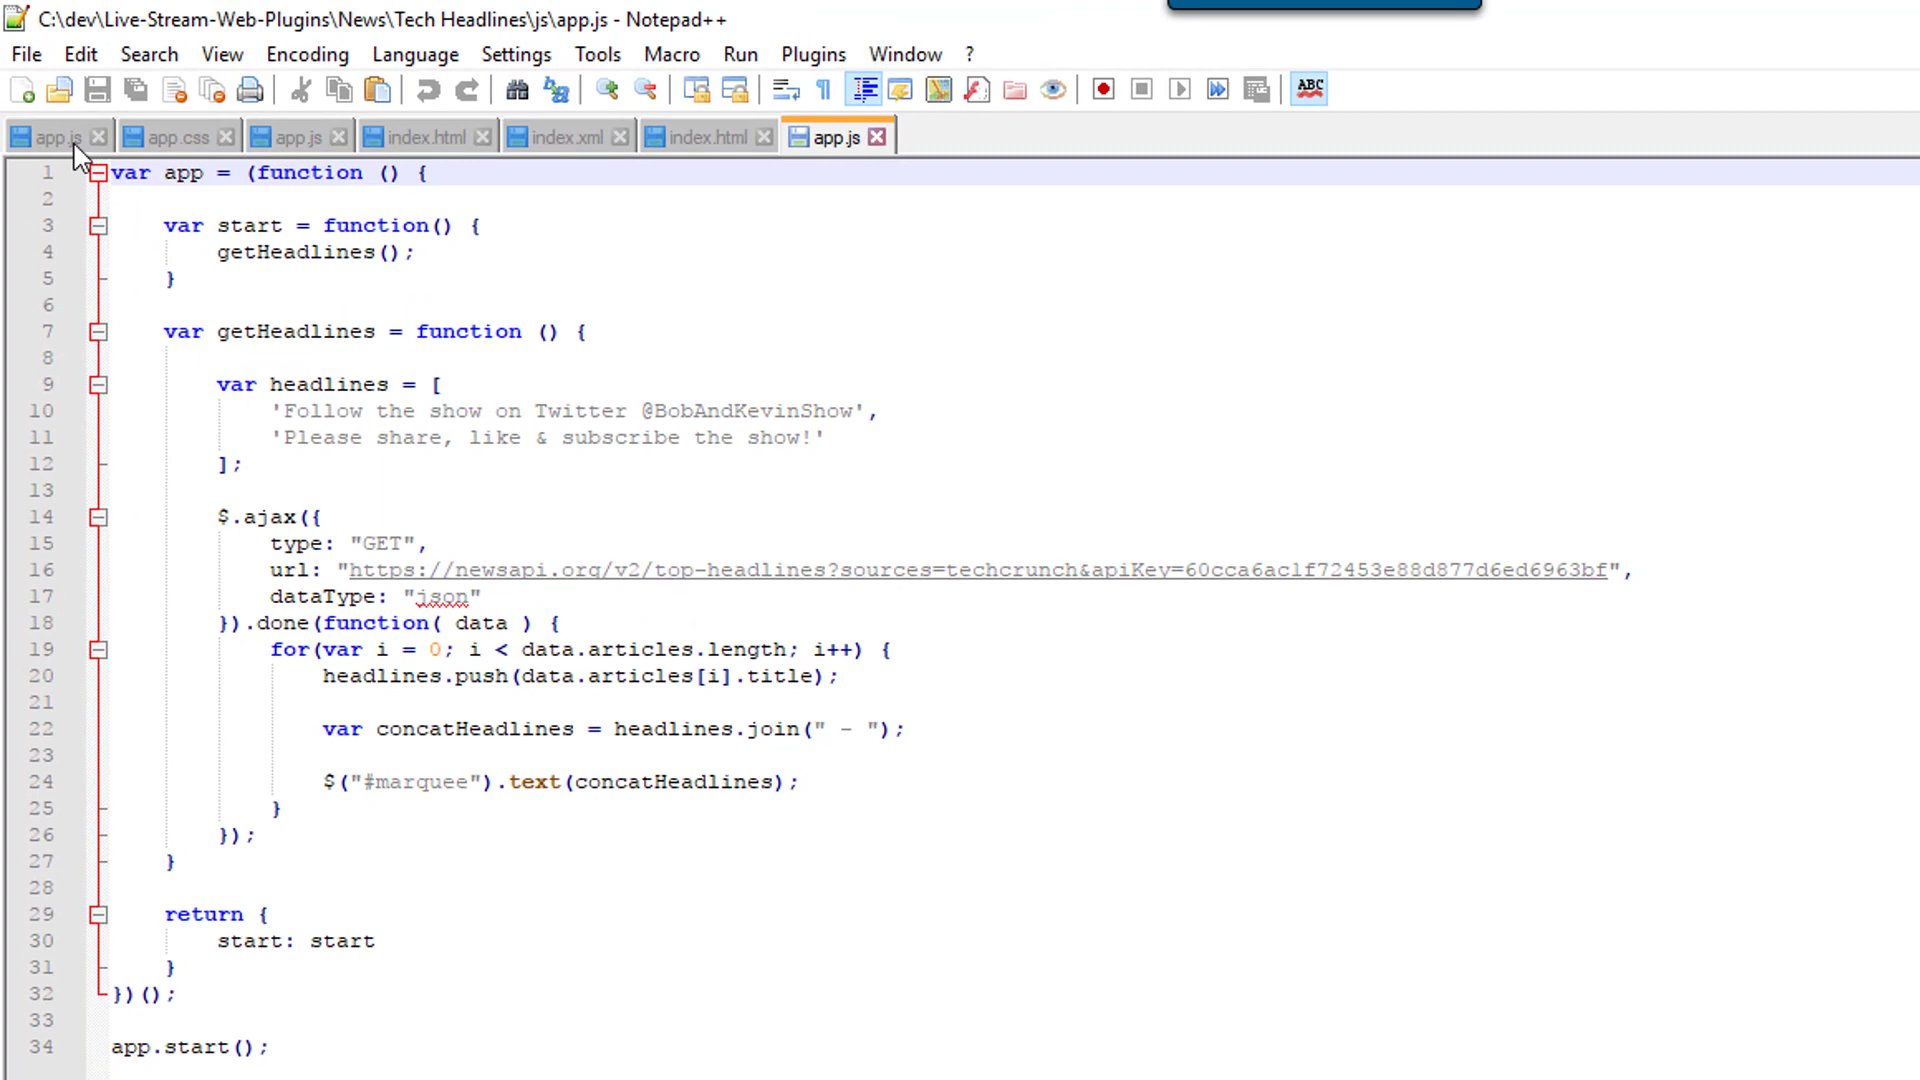 C:\dev\Live-Stream-Web-Plugins\News\Tech Headlines\js\app.js - Notepad++
File Edit Search View Encoding Language Settings Tools Macro Run Plugins Window ?
ABC
app.js app.css app.js index.html index.xml index.html app.js
1 var app = (function () {
2
3 var start = function() {
4 getHeadlines();
5 }
6
7 var getHeadlines = function () {
8
9 var headlines = [
10 'Follow the show on Twitter @BobAndKevinShow',
11 'Please share, like & subscribe the show!'
12 ];
13
14 $.ajax({
15 type: "GET",
16 url: "https://newsapi.org/v2/top-headlines?sources=techcrunch&apiKey=60cca6ac1f72453e88d877d6ed6963bf",
17 dataType: "json"
18 }).done(function( data ) {
19 for(var i = 0; i < data.articles.length; i++) {
20 headlines.push(data.articles[i].title);
21
22 var concatHeadlines = headlines.join(" - ");
23
24 $("#marquee").text(concatHeadlines);
25 }
26 });
27 }
28
29 return {
30 start: start
31 }
32 })();
33
34 app.start();